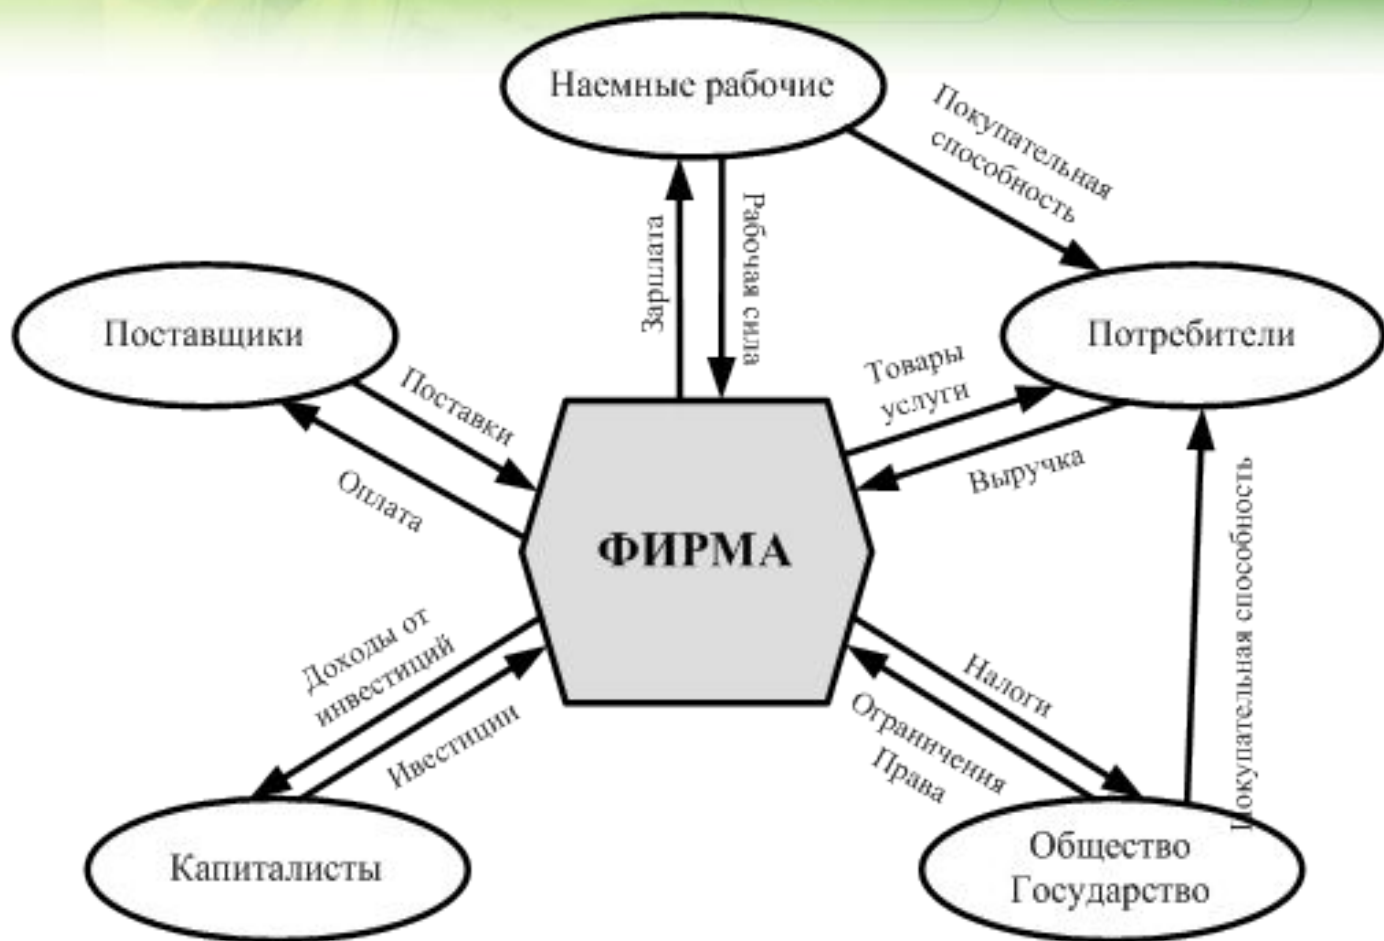 Наемные рабочие
Покупательная
способность
Зарплата
Рабочая сила
Поставщики
Потребители
Поставки
Оплата
Товары
услуги
Выручка
ФИРМА
Покупательная способность
Доходы от
инвестиций
Ивестиции
Налоги
Ограничения
Права
Капиталисты
Общество
Государство